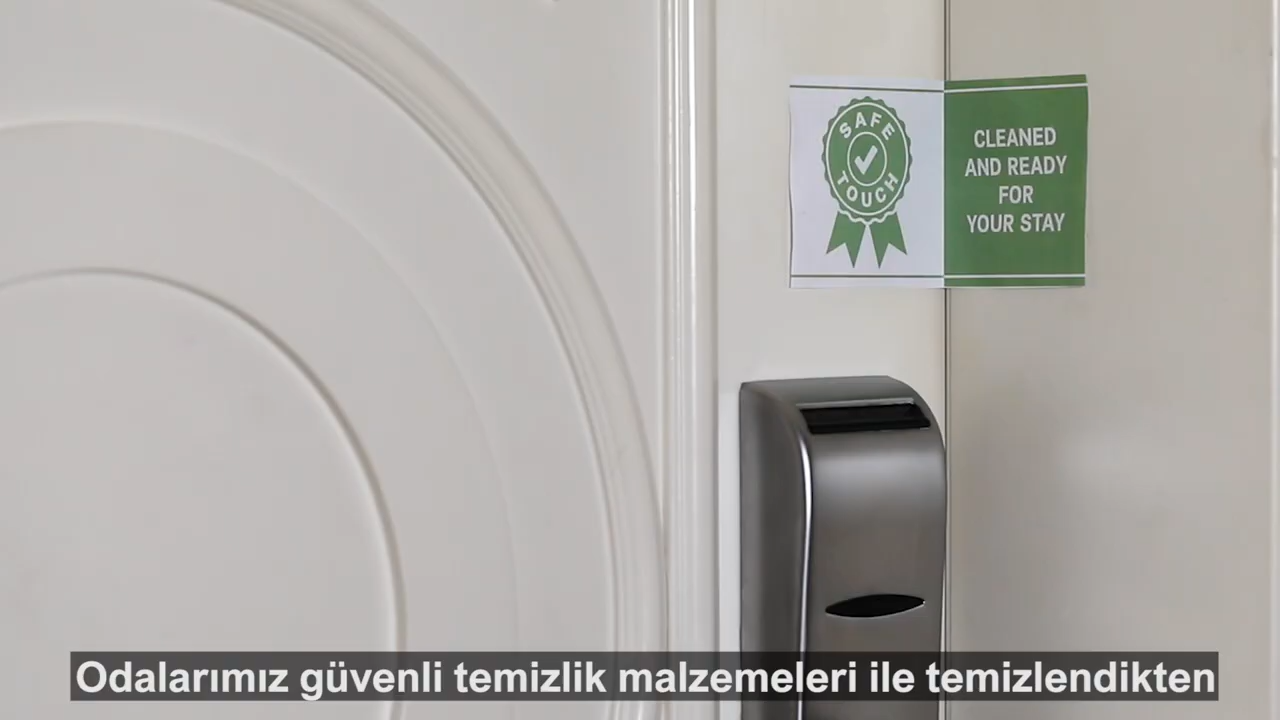 SAFE
TOUCH
CLEANED
AND READY
FOR
YOUR STAY
Odalarımız güvenli temizlik malzemeleri ile temizlendikten